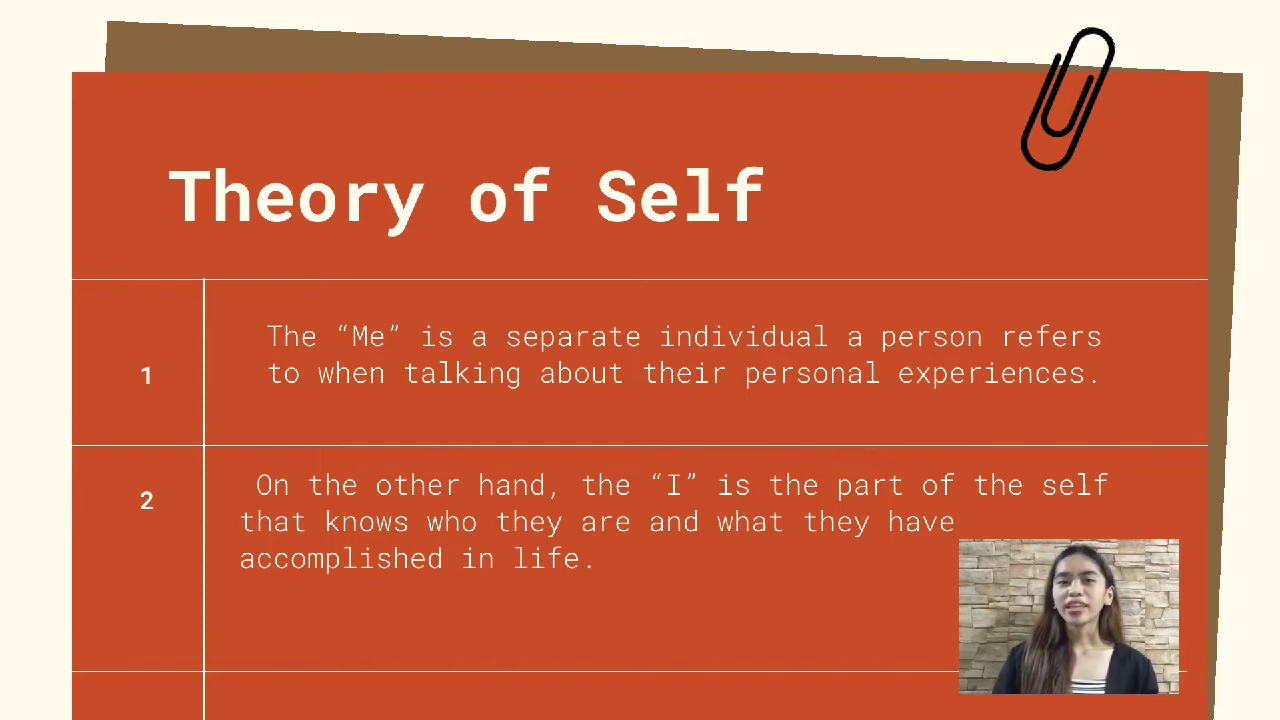 Theory of Self
1
The “Me” is a separate individual a person refers
to when talking about their personal experiences.
2
On the other hand, the “I” is the part of the self
that knows who they are and what they have
accomplished in life.